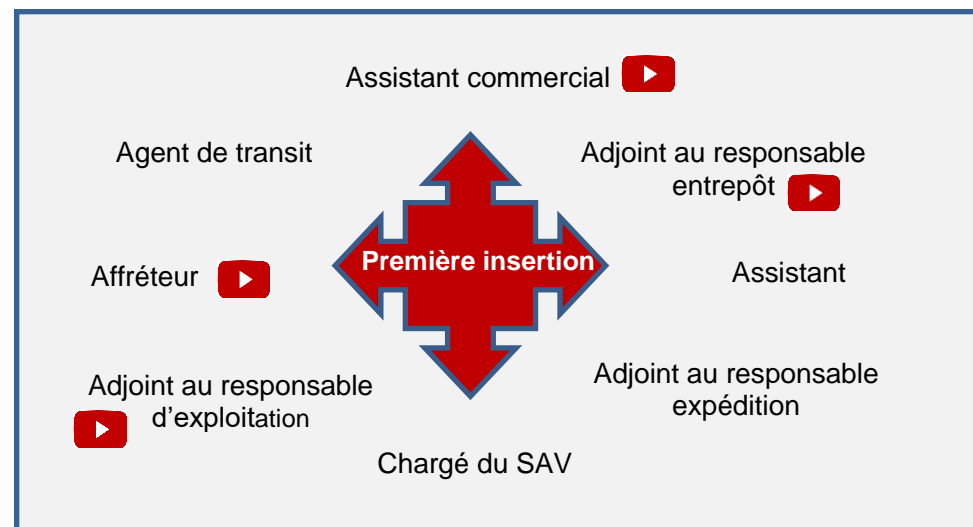 Assistant commercial
Agent de transit
Adjoint au responsable
entrepôt
Première insertion
Affréteur
Assistant
Adjoint au responsable
d’exploitation
Adjoint au responsable
expédition
Chargé du SAV